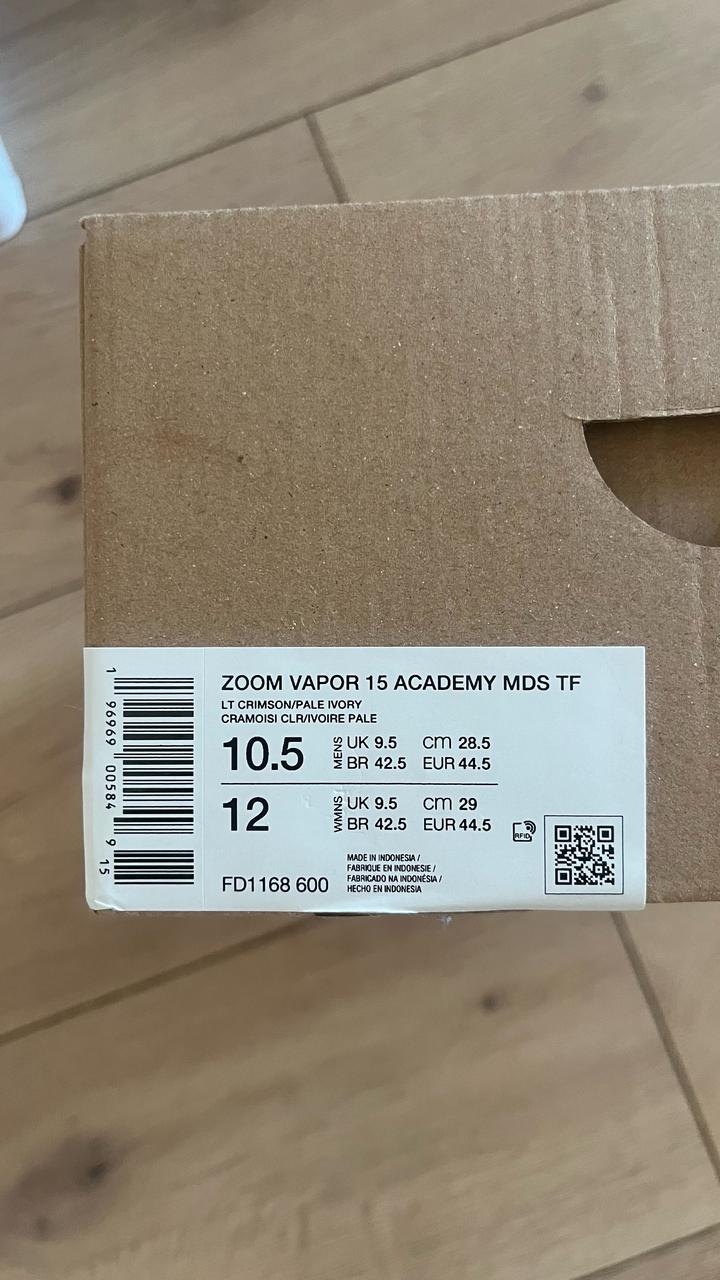 ZOOM VAPOR 15 ACADEMY MDS TF
LT CRIMSON/PALE IVORY
CRAMOISI CLR/IVOIRE PALE
10.5 MENS UK 9.5 cm 28.5
BR 42.5 EUR 44.5
12 WMNS UK 9.5 cm 29
BR 42.5 EUR 44.5
RFID
MADE IN INDONESIA /
FABRIQUE EN INDONESIE /
FABRICADO NA INDONÉSIA /
HECHO EN INDONESIA
FD1168 600
1 96969 00584 9 15